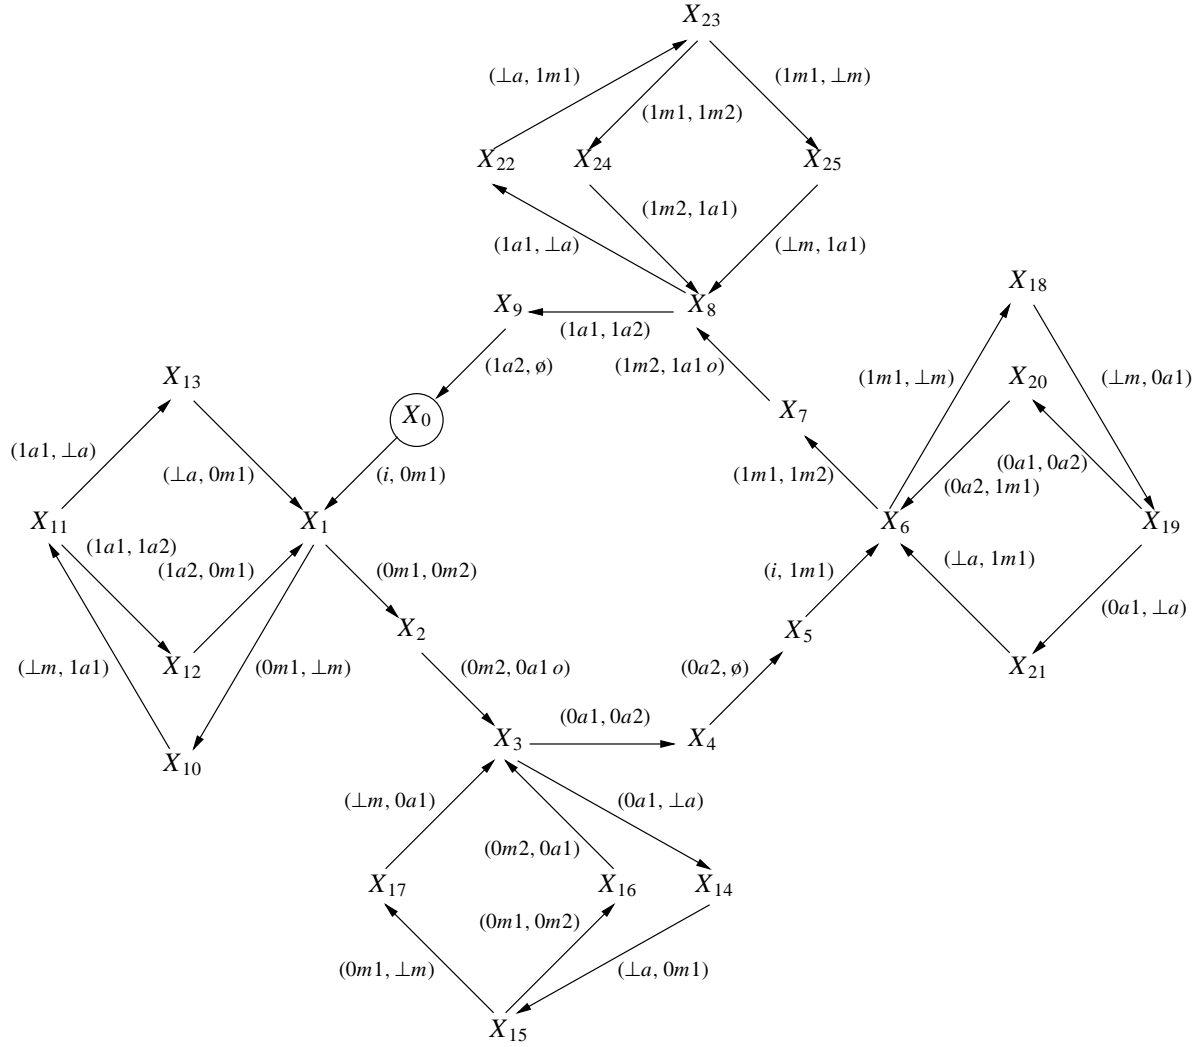 X₂₃
(⊥a, 1m1)
(1m1, ⊥m)
(1m1, 1m2)
X₂₂
X₂₄
X₂₅
(1m2, 1a1)
(1a1, ⊥a)
(⊥m, 1a1)
X₁₈
X₉
X₈
(1a1, 1a2)
(1a2, ø)
(1m2, 1a1 o)
X₁₃
(1m1, ⊥m)
X₂₀
(⊥m, 0a1)
X₀
X₇
(1a1, ⊥a)
(⊥a, 0m1)
(i, 0m1)
(1m1, 1m2)
(0a1, 0a2)
(0a2, 1m1)
X₁₁
X₁
X₆
X₁₉
(1a1, 1a2)
(1a2, 0m1)
(0m1, 0m2)
(i, 1m1)
(⊥a, 1m1)
(0a1, ⊥a)
X₂
X₅
(⊥m, 1a1)
X₁₂
(0m1, ⊥m)
(0m2, 0a1 o)
(0a2, ø)
X₂₁
(0a1, 0a2)
X₃
X₄
X₁₀
(⊥m, 0a1)
(0a1, ⊥a)
(0m2, 0a1)
X₁₇
X₁₆
X₁₄
(0m1, 0m2)
(0m1, ⊥m)
(⊥a, 0m1)
X₁₅